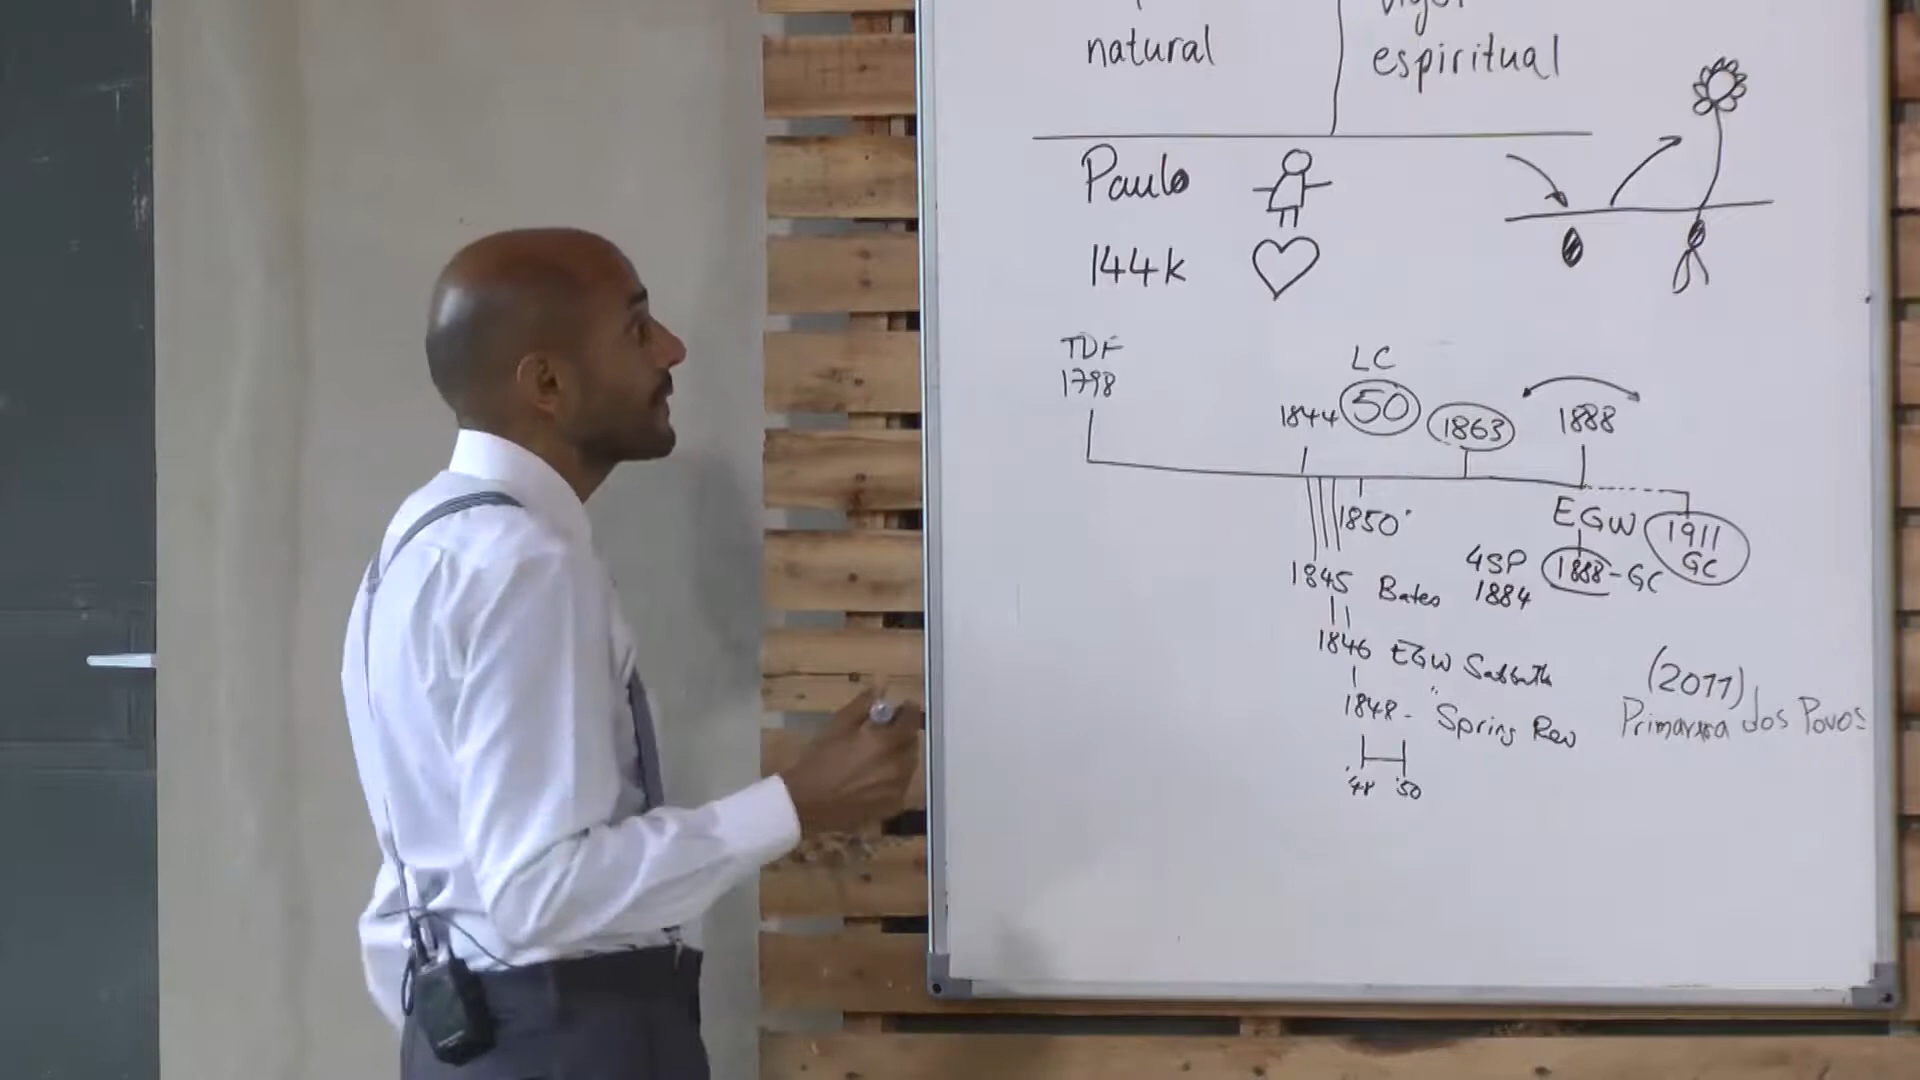 natural
espiritual
Paulo
144k
TDF
1798
LC
1844
50
1863
1888
1850
EGW
1911
GC
4SP
1884
1888-GC
1845 Bates
1846 EGW Sabbath
1848- "Spring Rev
'48 '50
(2011)
Primavera dos Povos